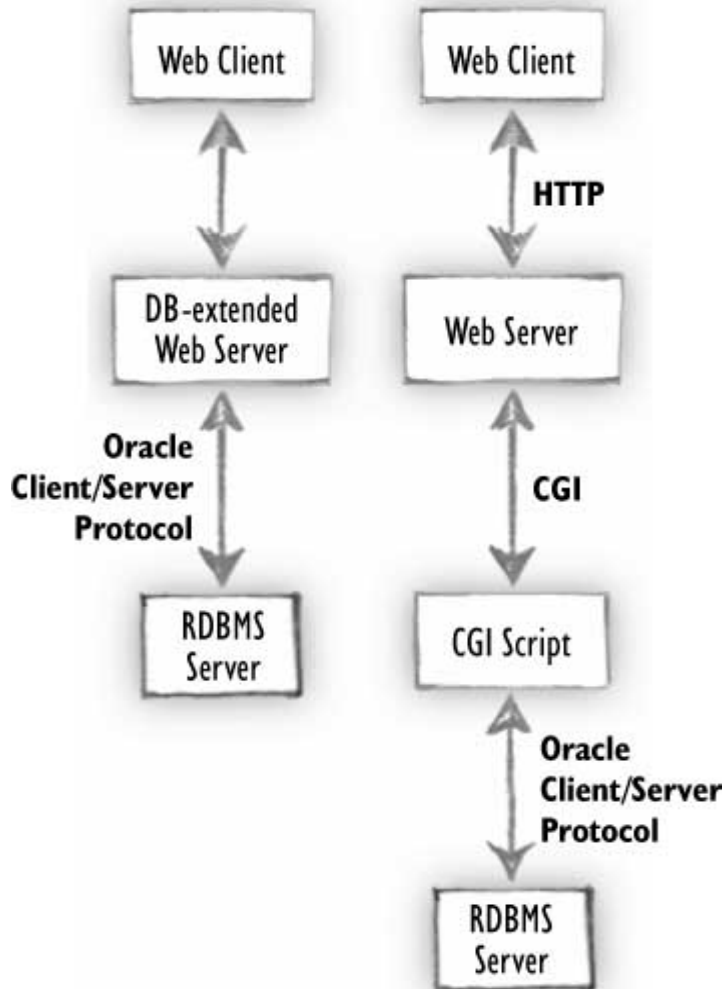 Web Client
DB-extended
Web Server
Oracle
Client/Server
Protocol
RDBMS
Server
Web Client
HTTP
Web Server
CGI
CGI Script
Oracle
Client/Server
Protocol
RDBMS
Server